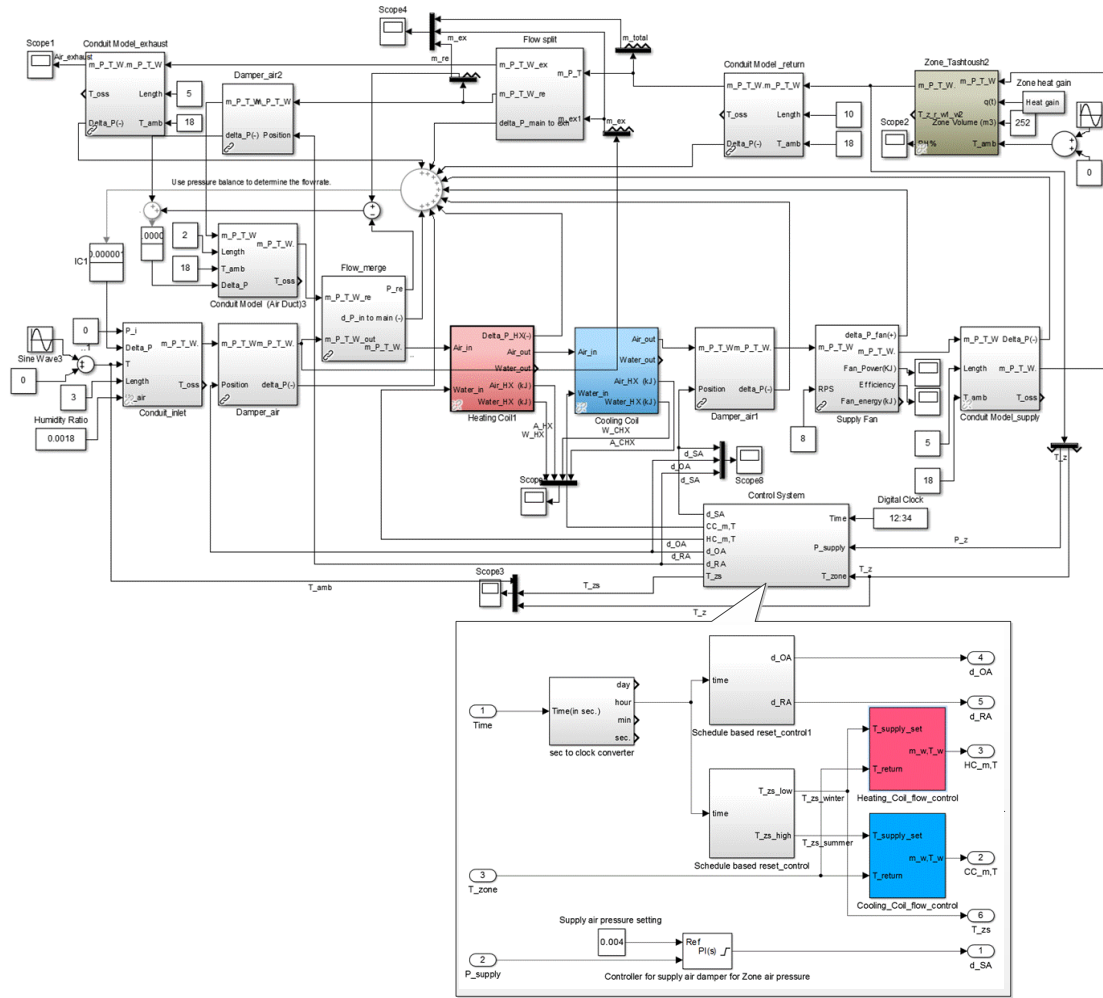 Scope4
Scope1
Conduit Model_exhaust
Flow split
m_total
Air_exhaust
m_P_T_W
m_P_T_W
m_ex
m_re
Conduit Model _return
Zone_Tashtoush2
Damper_air2
m_P_T_W_ex
m_P_T
m_P_T_W.
m_P_T_W
m_P_T_W.
m_P_T_W.
Zone heat gain
T_oss
Length
5
m_P_T_W
m_P_T_W
m_P_T_W_re
T_oss
Length
10
q(t)
Heat gain
T_z_r_wf_w2
Delta_P(-)
T_amb
18
delta_P(-)
Position
delta_P_main to exh
m_ex1
m_ex
Delta_P(-)
T_amb
18
Scope2
Zone Volume (m3)
252
RH%
T_amb
0
Use pressure balance to determine the flow rate.
IC1
0.00001
2
18
m_P_T_W
Length
T_amb
Delta_P
m_P_T_W.
T_oss
Conduit Model (Air Duct)3
Flow_merge
m_P_T_W_re
P_re
d_P_in to main (-)
m_P_T_W_out
m_P_T_W.
0
P_i
Delta_P
T
Length
m_P_T_W.
T_oss
Conduit_inlet
Sine Wave3
0
3
Humidity Ratio
0.0018
m_P_T_W
m_P_T_W.
Position
delta_P(-)
Damper_air
Air_in
Water_in
Delta_P_HX(-)
Air_out
Water_out
Air_HX (kJ)
Water_HX (kJ)
Heating Coil1
Air_in
Water_in
Air_out
Water_out
Air_HX (kJ)
Water_HX (kJ)
Cooling Coil
m_P_T_W
m_P_T_W.
Position
delta_P(-)
Damper_air1
m_P_T_W
RPS
delta_P_fan(+)
m_P_T_W.
Fan_Power(KJ)
Efficiency
Fan_energy(kJ)
Supply Fan
8
m_P_T_W
Length
T_amb
Delta_P(-)
m_P_T_W.
T_oss
Conduit Model_supply
5
18
A_HX
W_HX
W_CHX
A_CHX
Scope
d_SA
d_OA
d_SA
Scope8
T_z
Control System
Digital Clock
12:34
d_SA
CC_m,T
HC_m,T
d_OA
d_RA
T_zs
Time
P_supply
T_zone
d_OA
d_RA
P_z
T_z
Scope3
T_amb
T_zs
T_z
1
Time
Time(in sec.)
day
hour
min
sec.
sec to clock converter
time
d_OA
d_RA
Schedule based reset_control1
4
d_OA
5
d_RA
T_supply_set
m_w,T_w
T_return
Heating_Coil_flow_control
3
HC_m,T
time
T_zs_low
T_zs_high
Schedule based reset_control
T_zs_winter
T_zs_summer
T_supply_set
m_w,T_w
T_return
Cooling_Coil_flow_control
2
CC_m,T
3
T_zone
6
T_zs
Supply air pressure setting
0.004
Ref
PI(s)
1
d_SA
2
P_supply
Controller for supply air damper for Zone air pressure